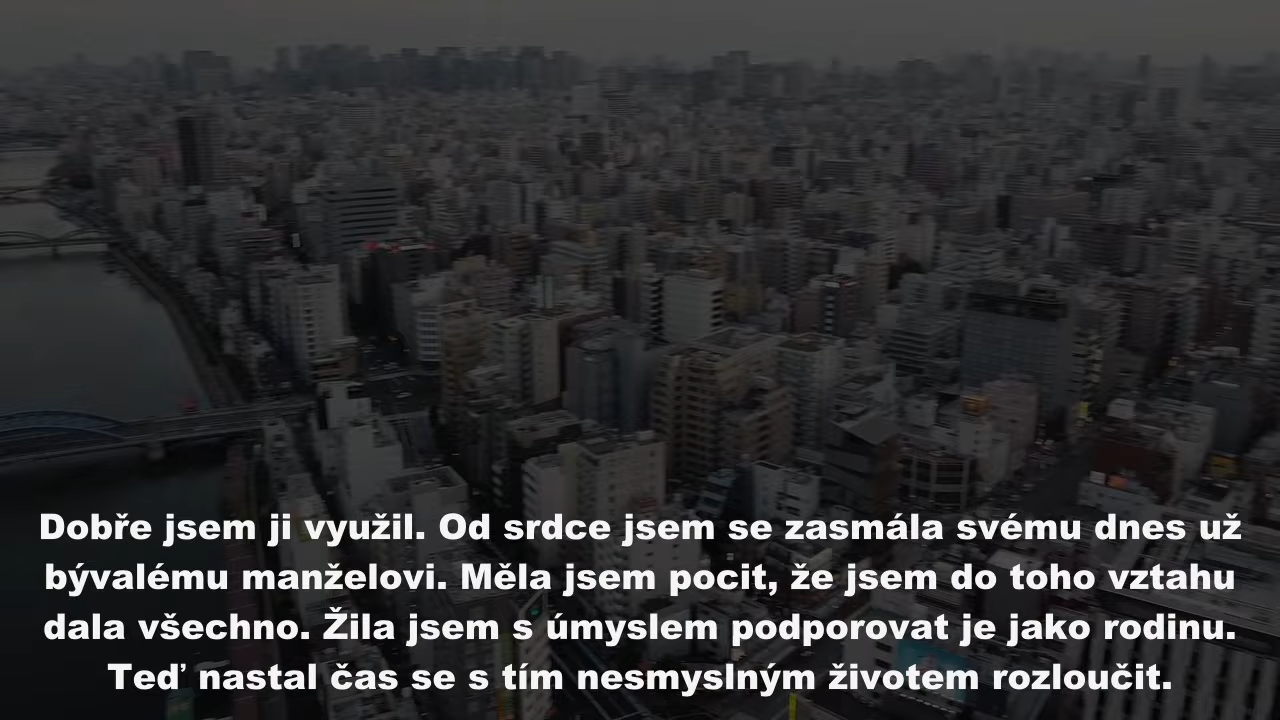 Dobře jsem ji využil. Od srdce jsem se zasmála svému dnes už
bývalému manželovi. Měla jsem pocit, že jsem do toho vztahu
dala všechno. Žila jsem s úmyslem podporovat je jako rodinu.
Teď nastal čas se s tím nesmyslným životem rozloučit.